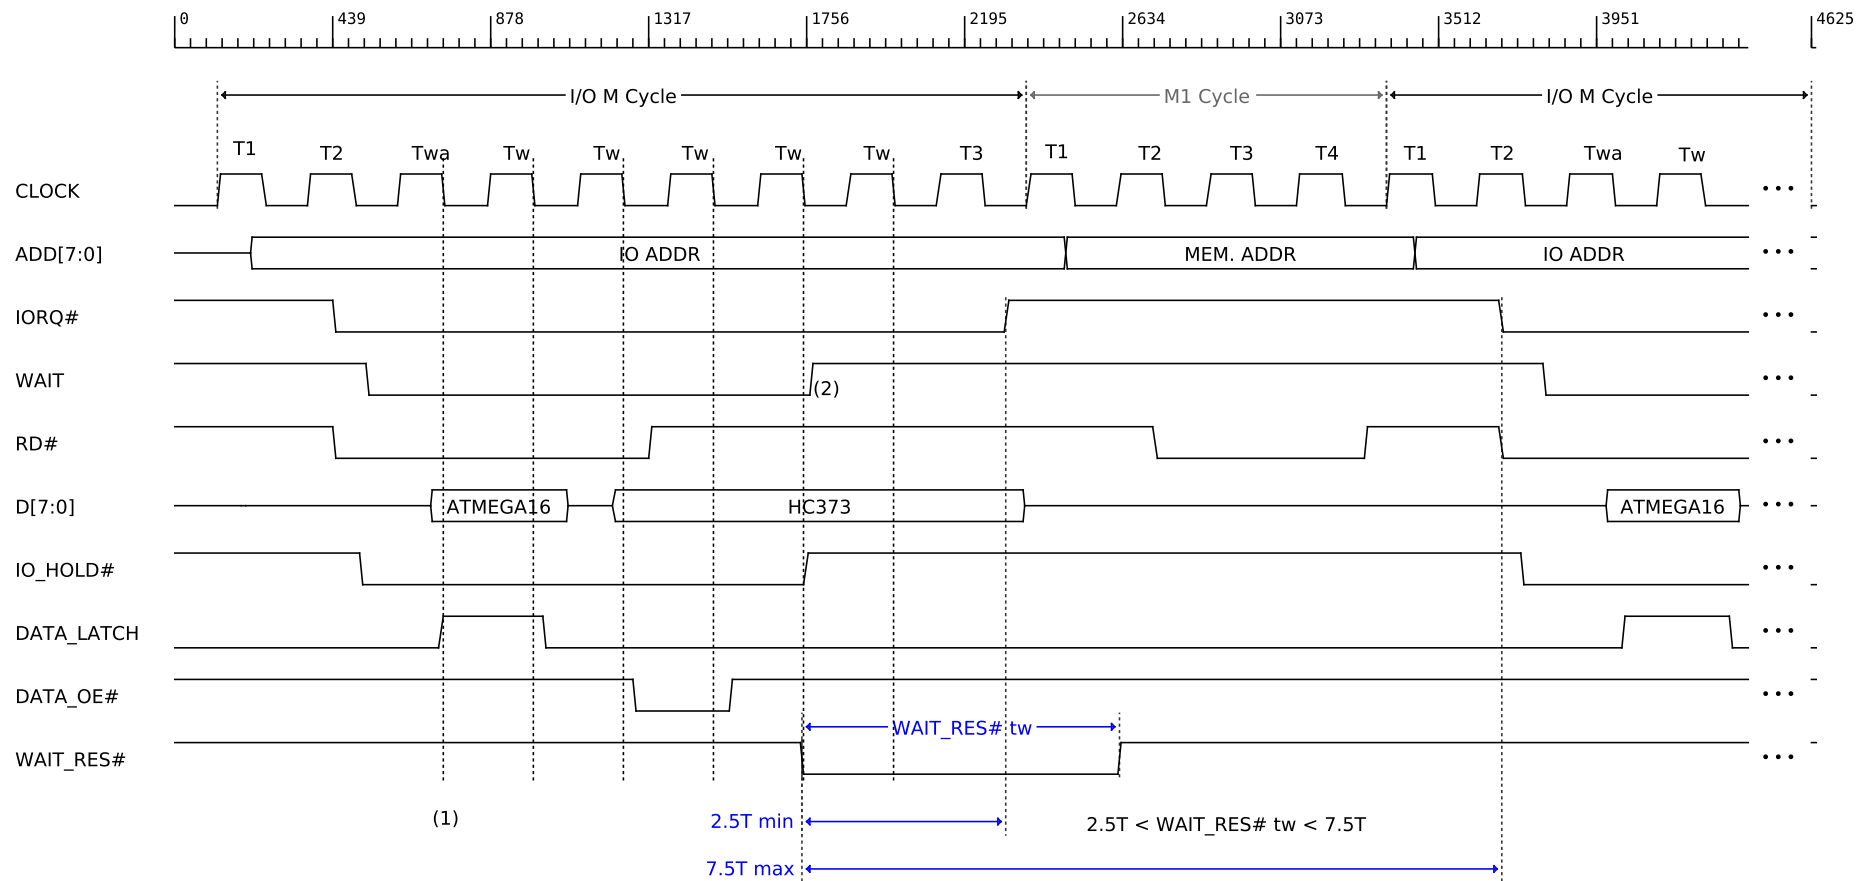 0 439 878 1317 1756 2195 2634 3073 3512 3951 4625
I/O M Cycle M1 Cycle I/O M Cycle
T1 T2 Twa Tw Tw Tw Tw Tw T3 T1 T2 T3 T4 T1 T2 Twa Tw
CLOCK
ADD[7:0] IO ADDR MEM. ADDR IO ADDR
IORQ#
WAIT (2)
RD#
D[7:0] ATMEGA16 HC373 ATMEGA16
IO_HOLD#
DATA_LATCH
DATA_OE#
WAIT_RES# tw
WAIT_RES#
(1) 2.5T min 2.5T < WAIT_RES# tw < 7.5T
7.5T max